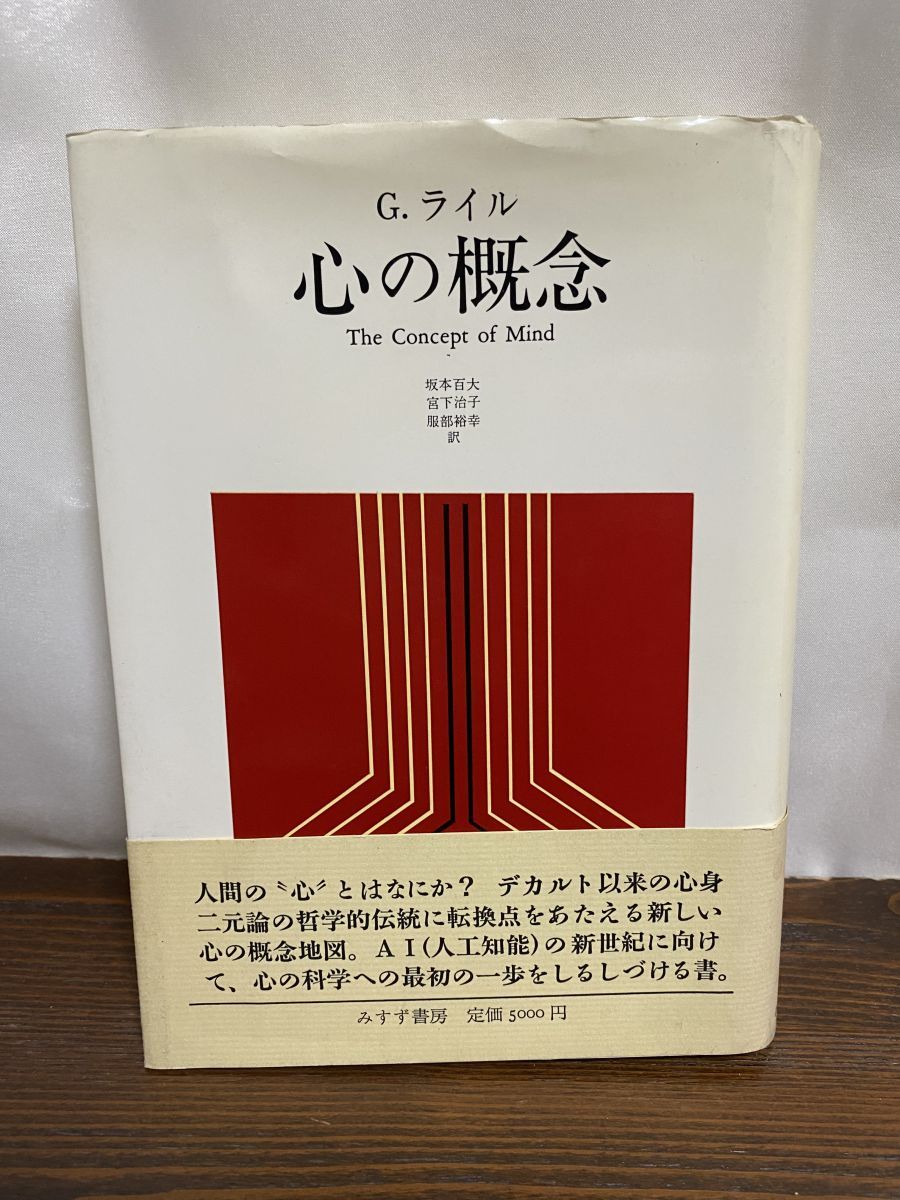 G. ライル
心の概念
The Concept of Mind
坂本百大
宮下治子
服部裕幸
訳
人間の〝心〞とはなにか？ デカルト以来の心身
二元論の哲学的伝統に転換点をあたえる新しい
心の概念地図。ＡＩ(人工知能)の新世紀に向け
て、心の科学への最初の一歩をしるしづける書。
みすず書房 定価 5000 円